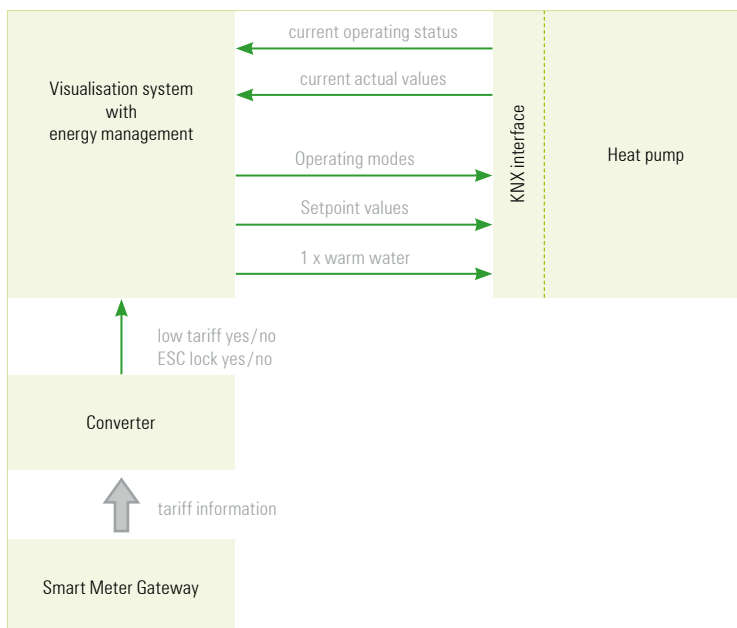 current operating status
current actual values
Visualisation system
with
energy management
Operating modes
Setpoint values
1 x warm water
KNX interface
Heat pump
low tariff yes/no
ESC lock yes/no
Converter
tariff information
Smart Meter Gateway